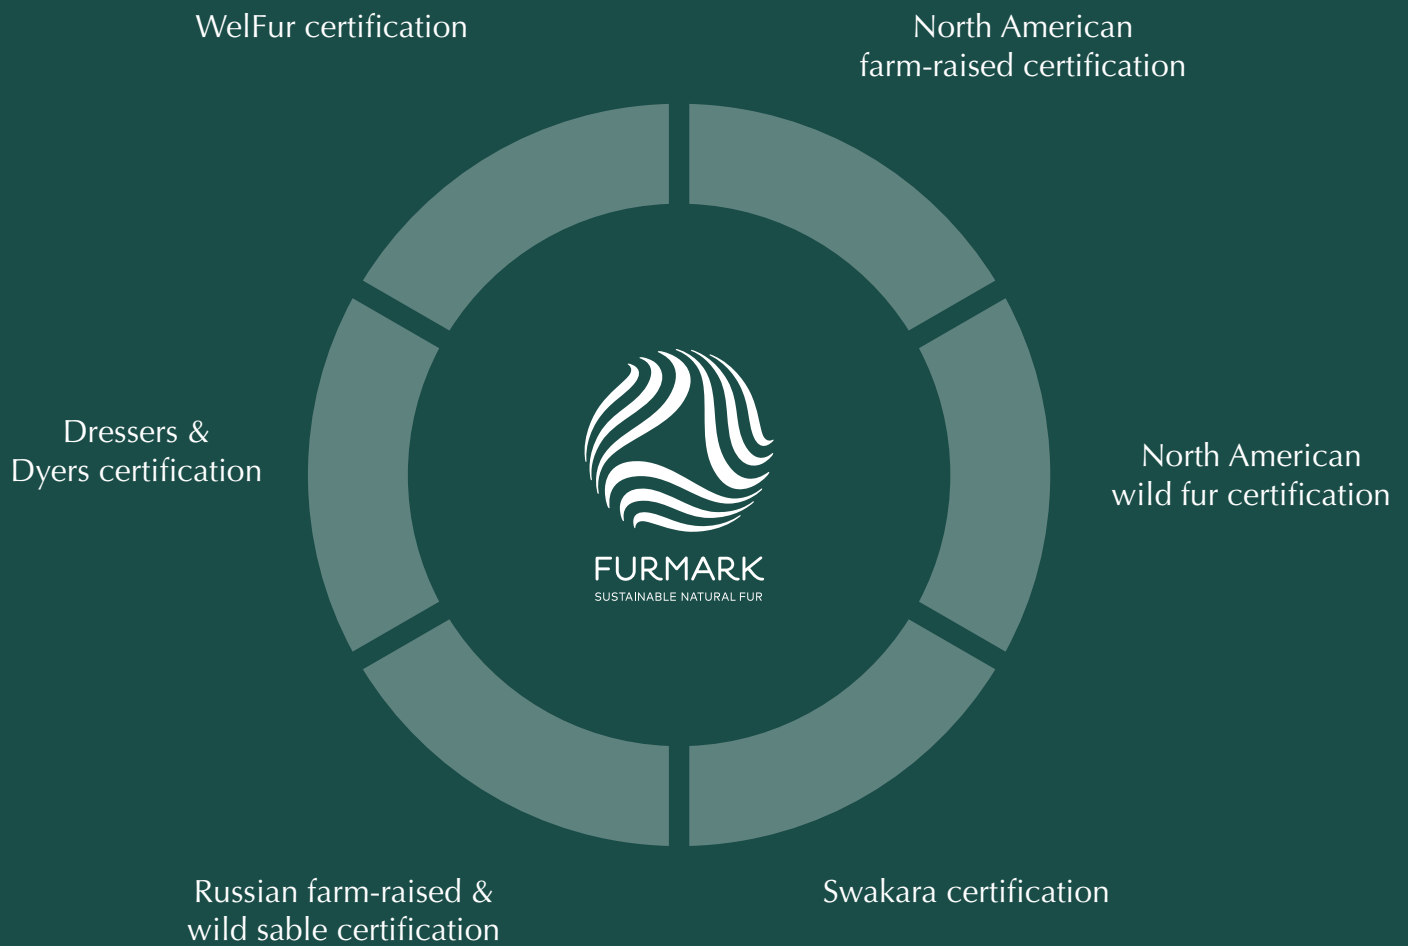 WelFur certification
North American
farm-raised certification
Dressers &
Dyers certification
North American
wild fur certification
FURMARK
SUSTAINABLE NATURAL FUR
Russian farm-raised &
wild sable certification
Swakara certification